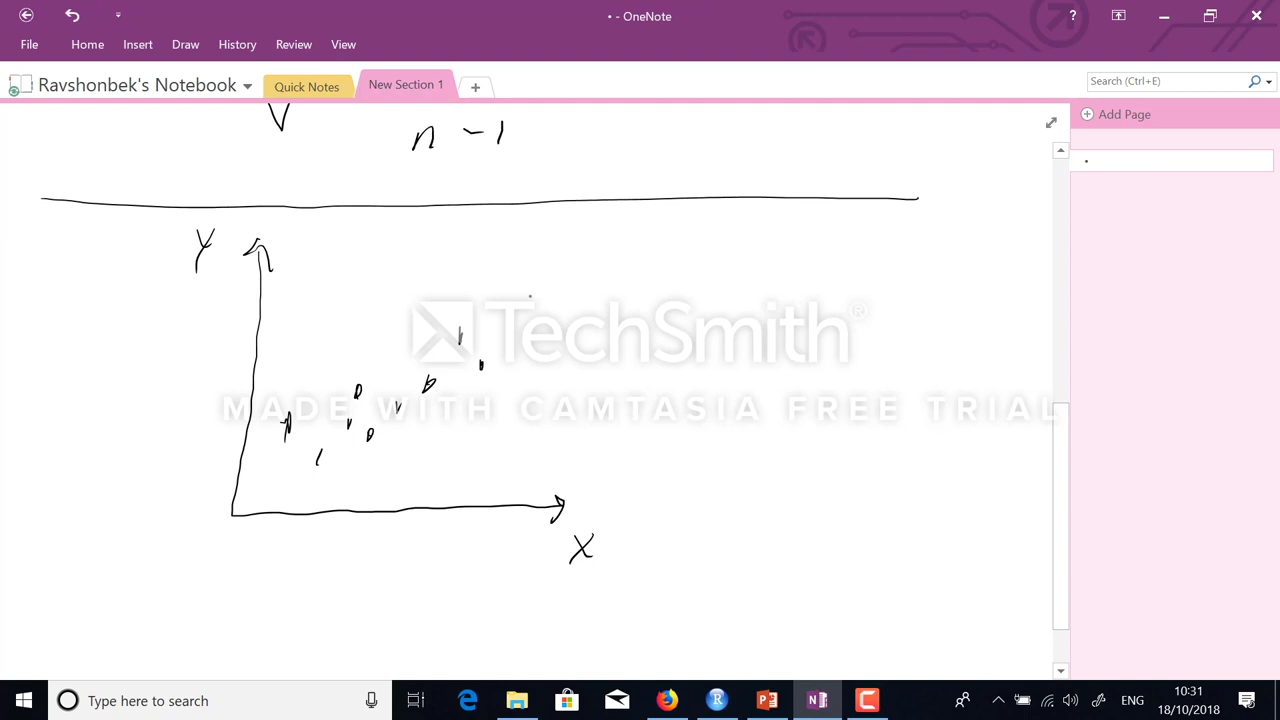 • - OneNote
?
File Home Insert Draw History Review View
Ravshonbek's Notebook Quick Notes New Section 1 + Search (Ctrl+E)
Add Page
n - 1
Y
TechSmith®
MADE WITH CAMTASIA FREE TRIAL
X
Type here to search
ENG
10:31
18/10/2018